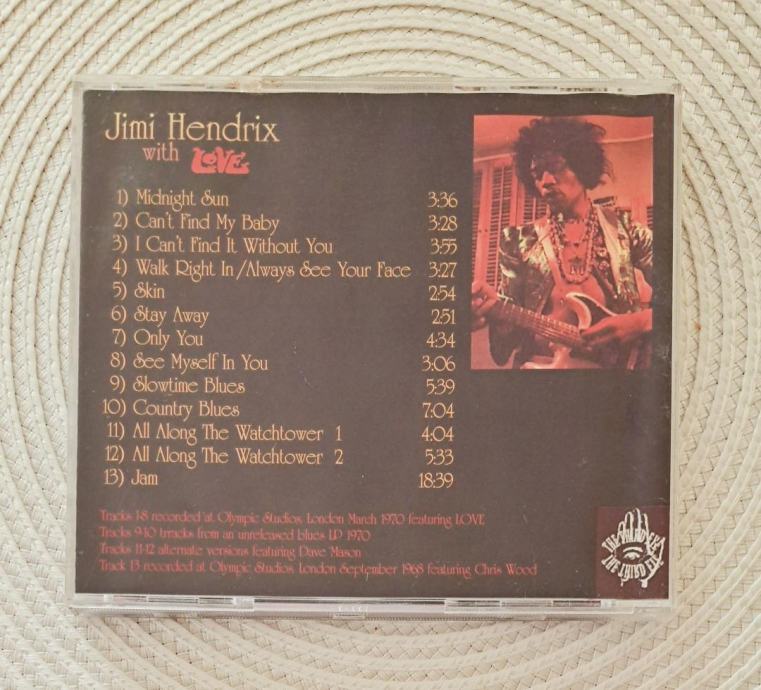 Jimi Hendrix
with LOVE
1) Midnight Sun 3:36
2) Can't Find My Baby 3:28
3) I Can't Find It Without You 3:55
4) Walk Right In/Always See Your Face 3:27
5) Skin 2:54
6) Stay Away 2:51
7) Only You 4:34
8) See Myself In You 3:06
9) Slowtime Blues 5:39
10) Country Blues 7:04
11) All Along The Watchtower 1 4:04
12) All Along The Watchtower 2 5:33
13) Jam 18:39
Tracks 1-8 recorded at Olympic Studios, London March 1970 featuring LOVE
Tracks 9-10 tracks from an unreleased blues LP 1970
Tracks 11-12 alternate versions featuring Dave Mason
Track 13 recorded at Olympic Studios, London September 1968 featuring Chris Wood
THE THIRD EYE